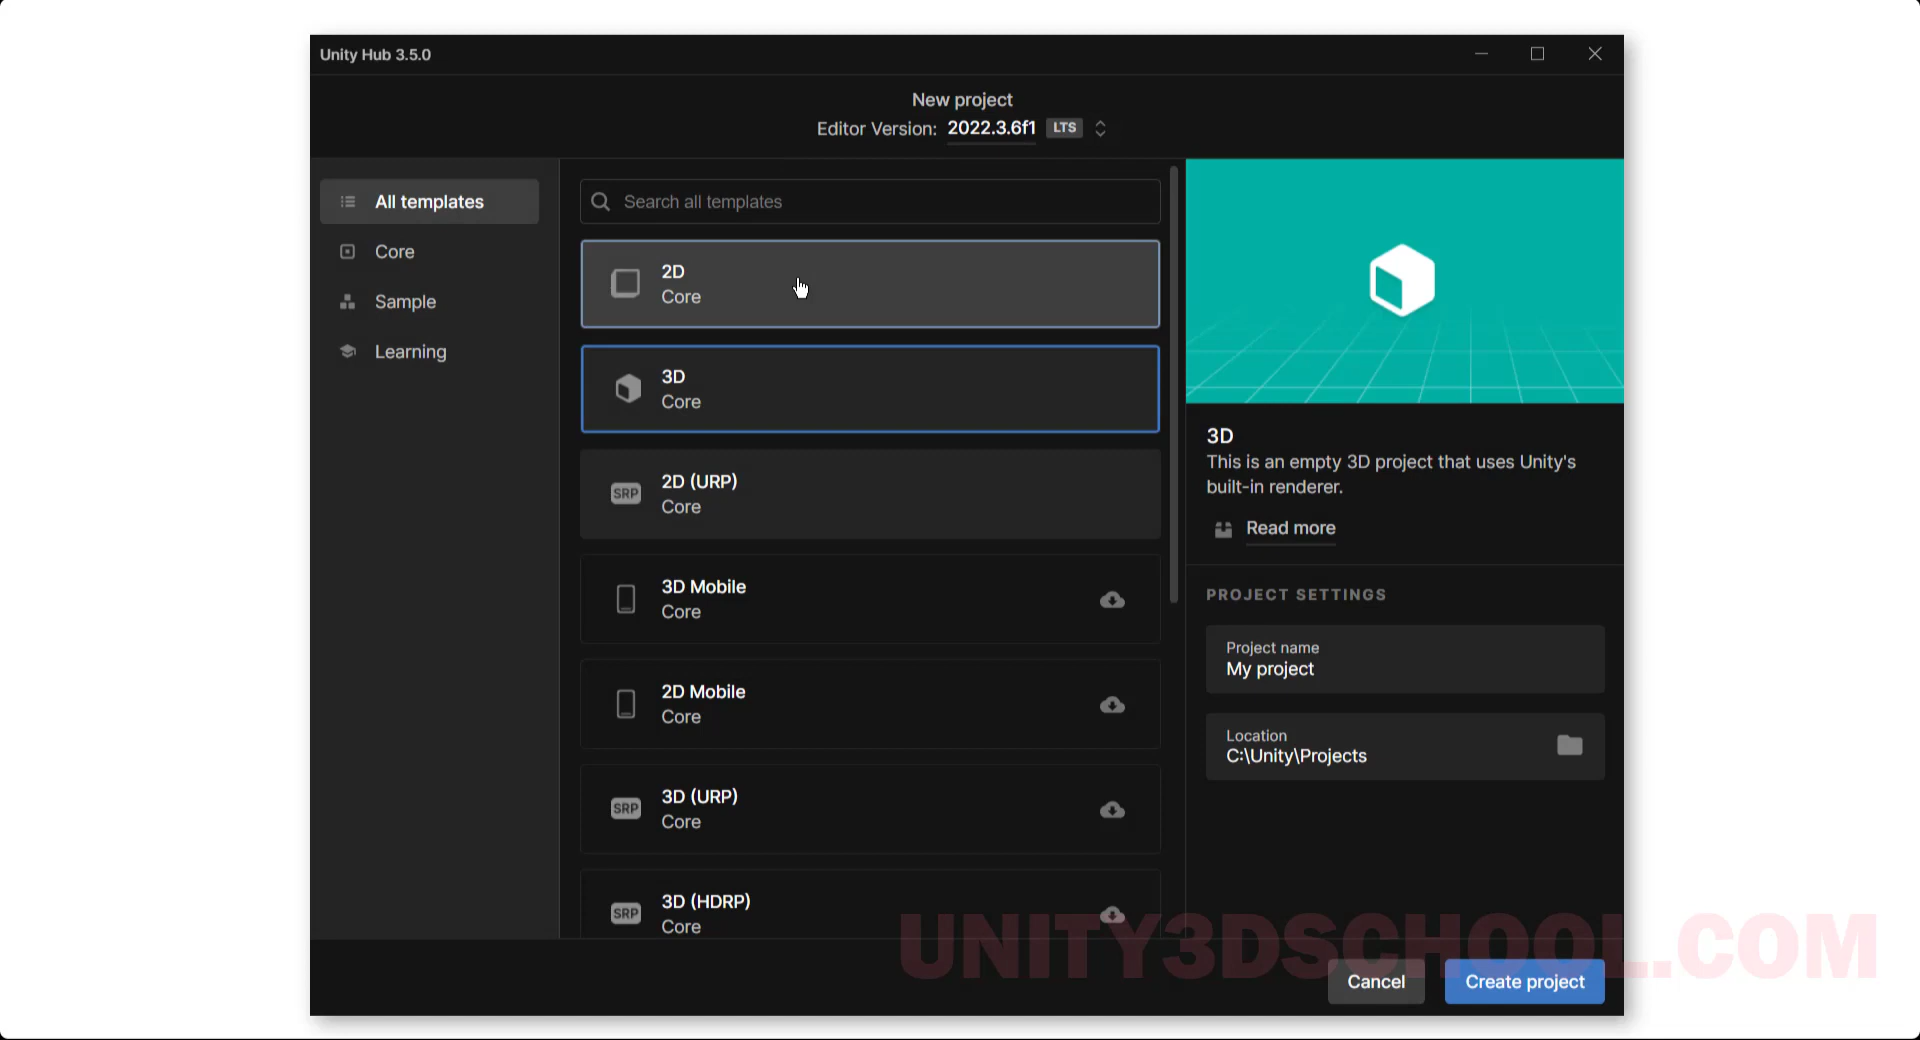 Unity Hub 3.5.0
New project
Editor Version: 2022.3.6f1 LTS
All templates
Core
Sample
Learning
Search all templates
2D
Core
3D
Core
SRP
2D (URP)
Core
3D Mobile
Core
2D Mobile
Core
SRP
3D (URP)
Core
SRP
3D (HDRP)
Core
3D
This is an empty 3D project that uses Unity's
built-in renderer.
Read more
PROJECT SETTINGS
Project name
My project
Location
C:\Unity\Projects
UNITY3DSCHOOL.COM
Cancel
Create project